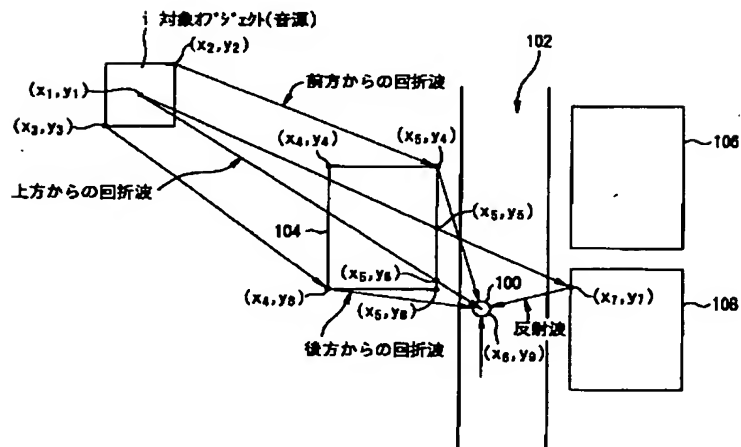 i 対象オブジェクト(音源)
(x₂,y₂)
102
前方からの回折波
(x₁,y₁)
106
(x₃,y₃)
(x₄,y₄)
(x₅,y₄)
上方からの回折波
104
(x₅,y₅)
(x₅,y₆)
100
(x₇,y₇)
106
(x₄,y₈)
(x₅,y₈)
反射波
後方からの回折波
(x₆,y₉)